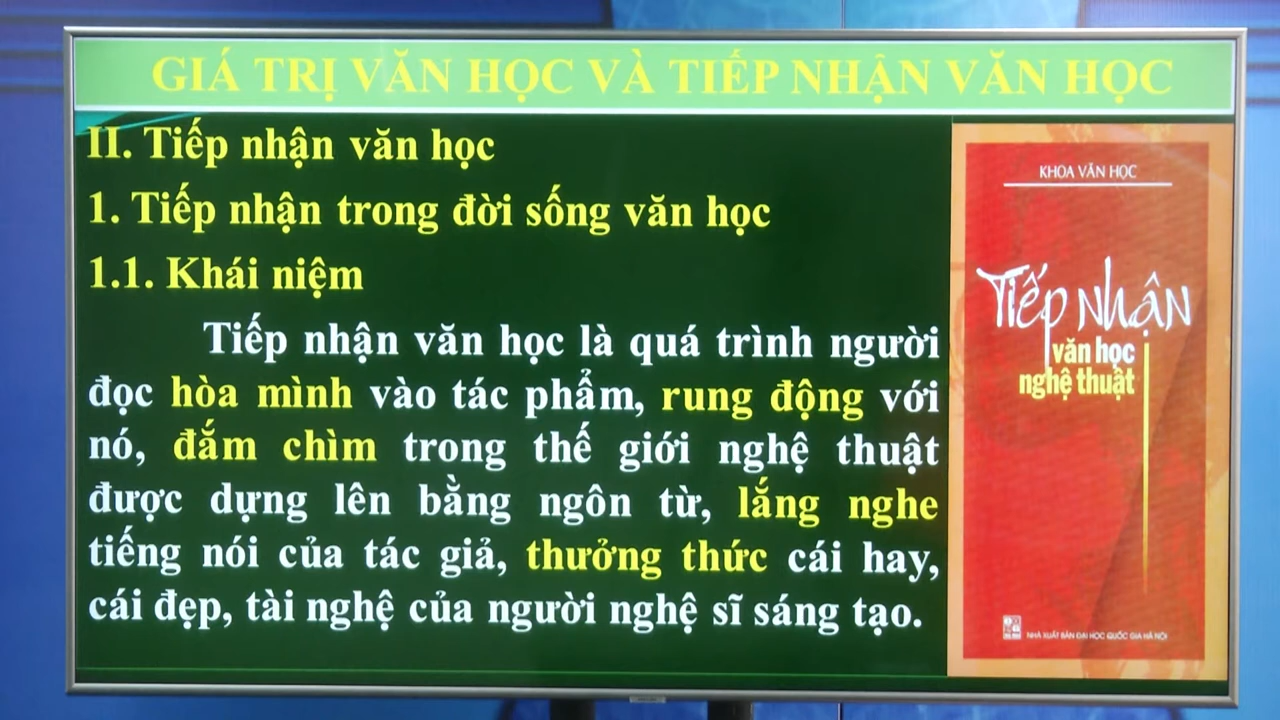 GIÁ TRỊ VĂN HỌC VÀ TIẾP NHẬN VĂN HỌC
II. Tiếp nhận văn học
1. Tiếp nhận trong đời sống văn học
1.1. Khái niệm
Tiếp nhận văn học là quá trình người
đọc hòa mình vào tác phẩm, rung động với
nó, đắm chìm trong thế giới nghệ thuật
được dựng lên bằng ngôn từ, lắng nghe
tiếng nói của tác giả, thưởng thức cái hay,
cái đẹp, tài nghệ của người nghệ sĩ sáng tạo.
KHOA VĂN HỌC
Tiếp nhận
văn học
nghệ thuật
NHÀ XUẤT BẢN ĐẠI HỌC QUỐC GIA HÀ NỘI